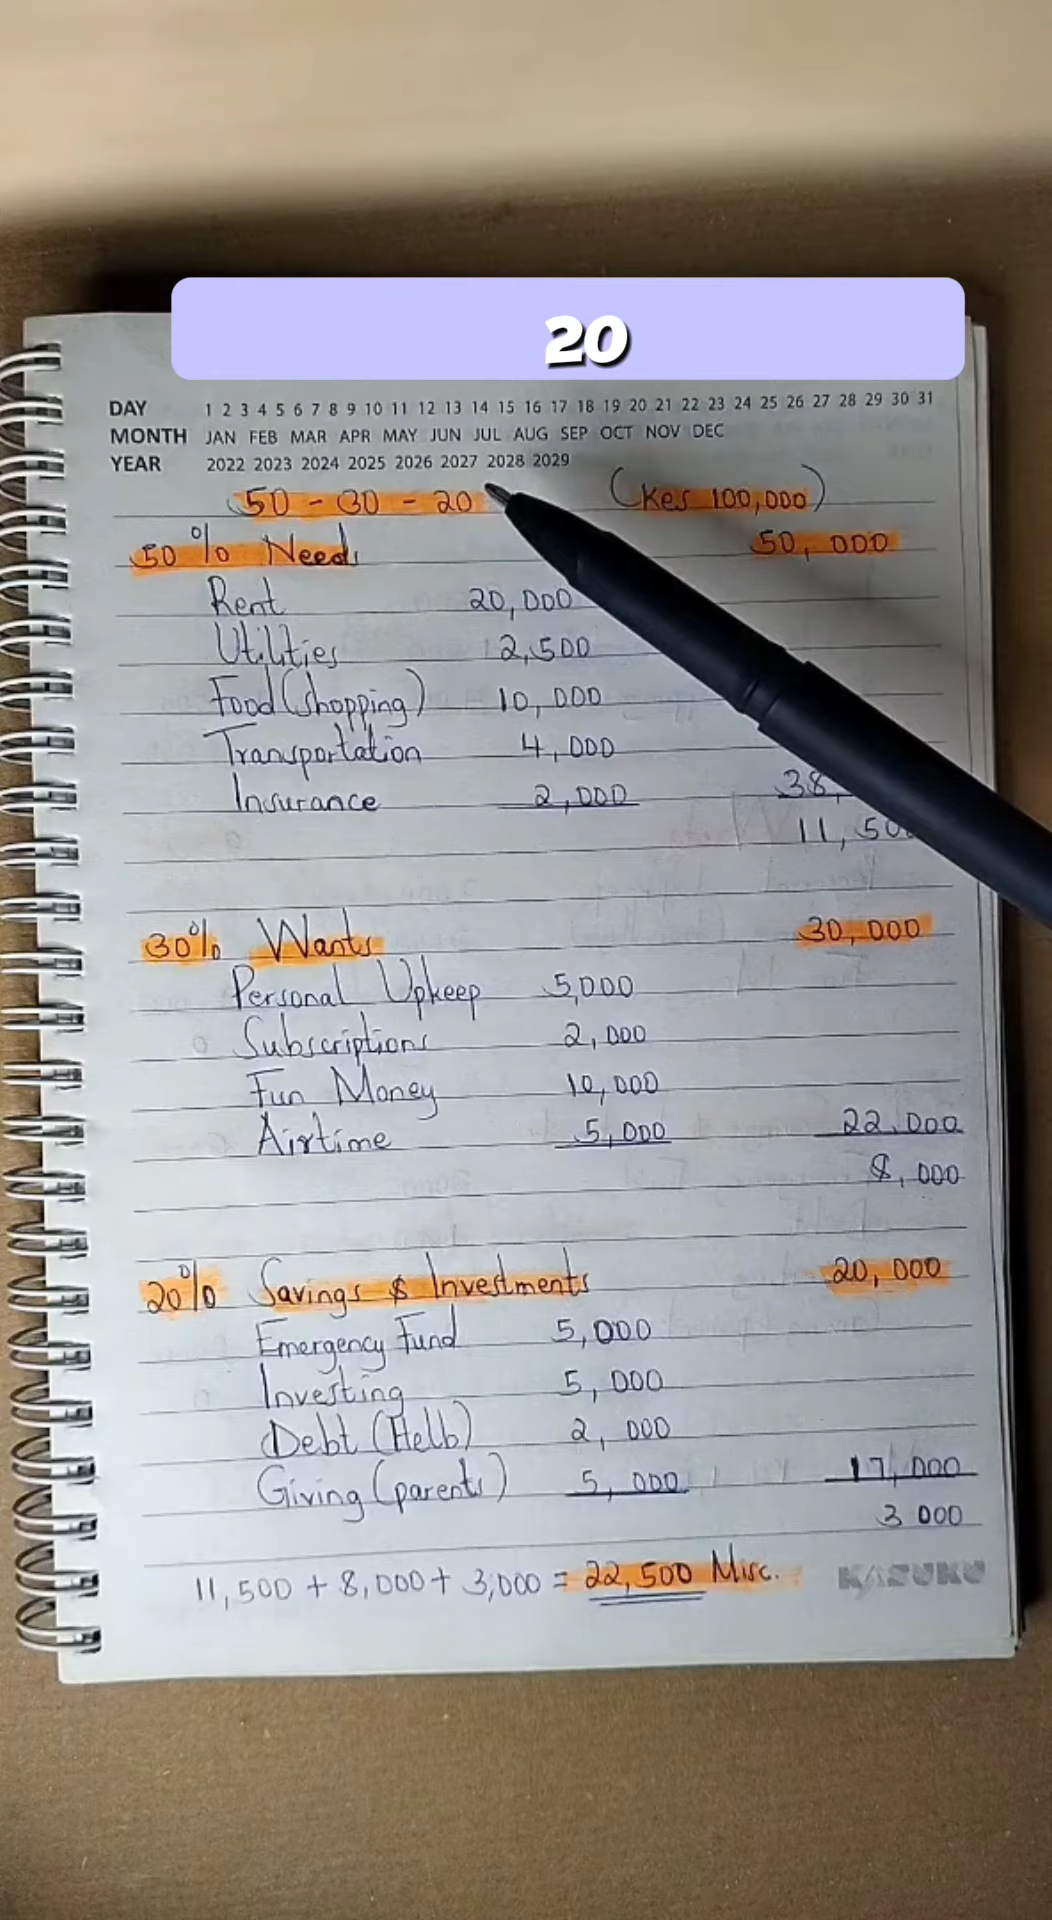 20
DAY 1 2 3 4 5 6 7 8 9 10 11 12 13 14 15 16 17 18 19 20 21 22 23 24 25 26 27 28 29 30 31
MONTH JAN FEB MAR APR MAY JUN JUL AUG SEP OCT NOV DEC
YEAR 2022 2023 2024 2025 2026 2027 2028 2029
50 - 30 - 20 (Kes 100,000)
50% Needs 50,000
Rent 20,000
Utilities 2,500
Food (shopping) 10,000
Transportation 4,000
Insurance 2,000 38,
11,50
30% Wants 30,000
Personal Upkeep 5,000
Subscriptions 2,000
Fun Money 10,000
Airtime 5,000 22,000
8,000
20% Savings & Investments 20,000
Emergency Fund 5,000
Investing 5,000
Debt (Helb) 2,000
Giving (parents) 5,000 17,000
3 000
11,500 + 8,000 + 3,000 = 22,500 Misc. KASUKU